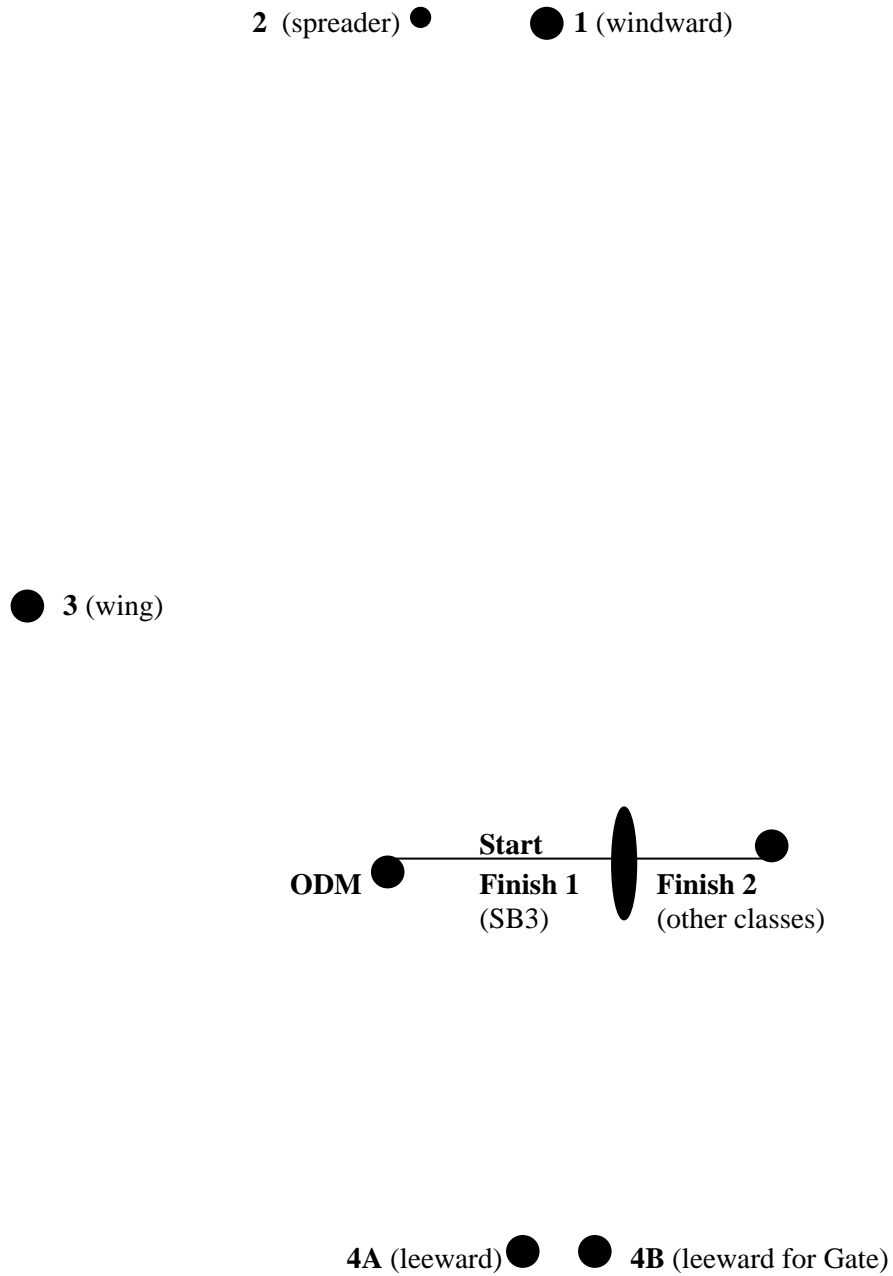 2 (spreader) 1 (windward)
3 (wing)
Start
ODM Finish 1 Finish 2
(SB3) (other classes)
4A (leeward) 4B (leeward for Gate)